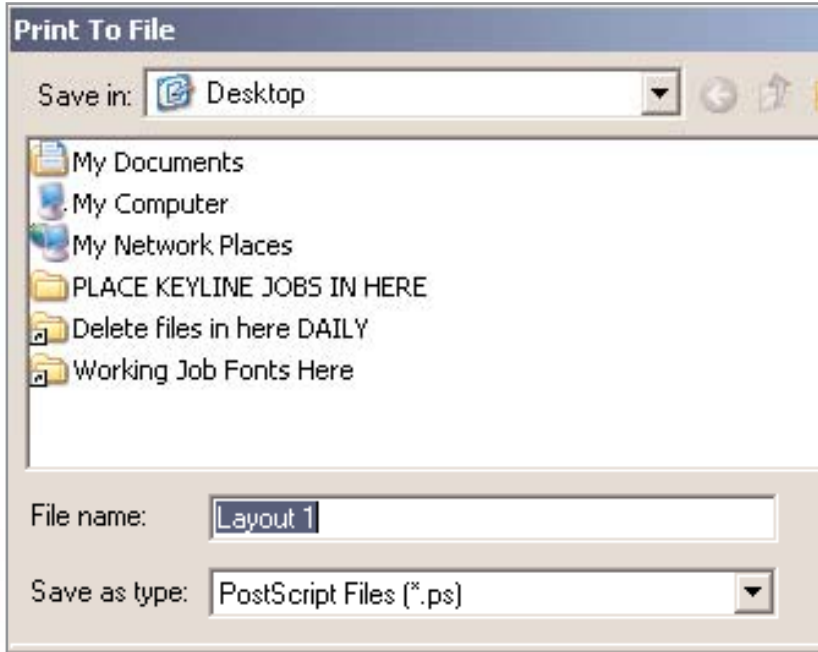 Print To File
Save in: Desktop
My Documents
My Computer
My Network Places
PLACE KEYLINE JOBS IN HERE
Delete files in here DAILY
Working Job Fonts Here
File name: Layout 1
Save as type: PostScript Files (*.ps)